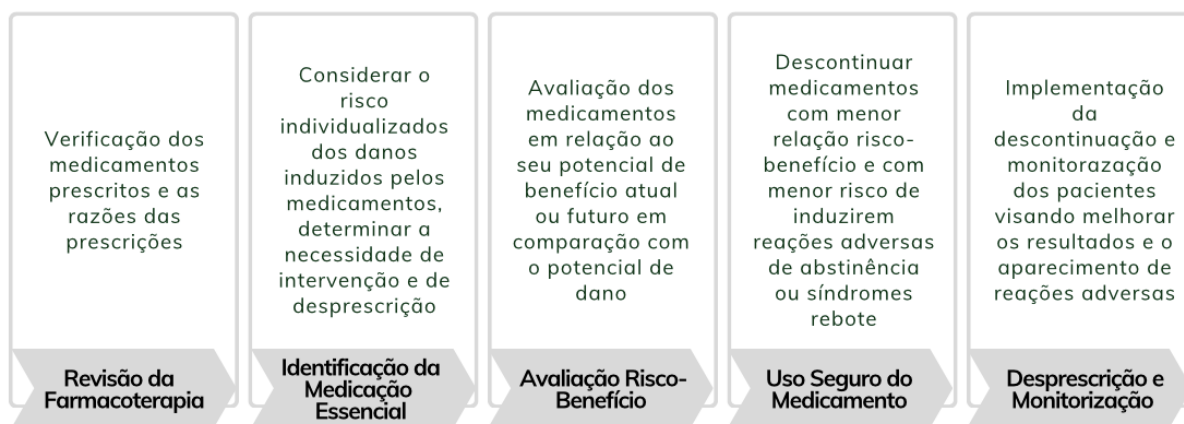 Verificação dos
medicamentos
prescritos e as
razões das
prescrições
Revisão da
Farmacoterapia
Considerar o
risco
individualizados
dos danos
induzidos pelos
medicamentos,
determinar a
necessidade de
intervenção e de
desprescrição
Identificação da
Medicação
Essencial
Avaliação dos
medicamentos
em relação ao
seu potencial de
benefício atual
ou futuro em
comparação com
o potencial de
dano
Avaliação Risco-
Benefício
Descontinuar
medicamentos
com menor
relação risco-
benefício e com
menor risco de
induzirem
reações adversas
de abstinência
ou síndromes
rebote
Uso Seguro do
Medicamento
Implementação
da
descontinuação e
monitorazação
dos pacientes
visando melhorar
os resultados e o
aparecimento de
reações adversas
Desprescrição e
Monitorização